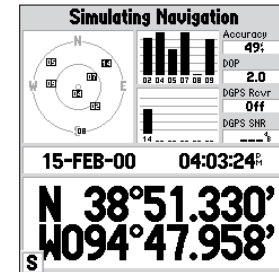 Simulating Navigation
N
W
E
05
14
07
04
09
02
08
02 04 05 07 08 09
14
Accuracy
49%
DOP
2.0
DGPS Rcvr
Off
DGPS SNR
15-FEB-00 04:03:24 PM
N 38°51.330'
W094°47.958'
S